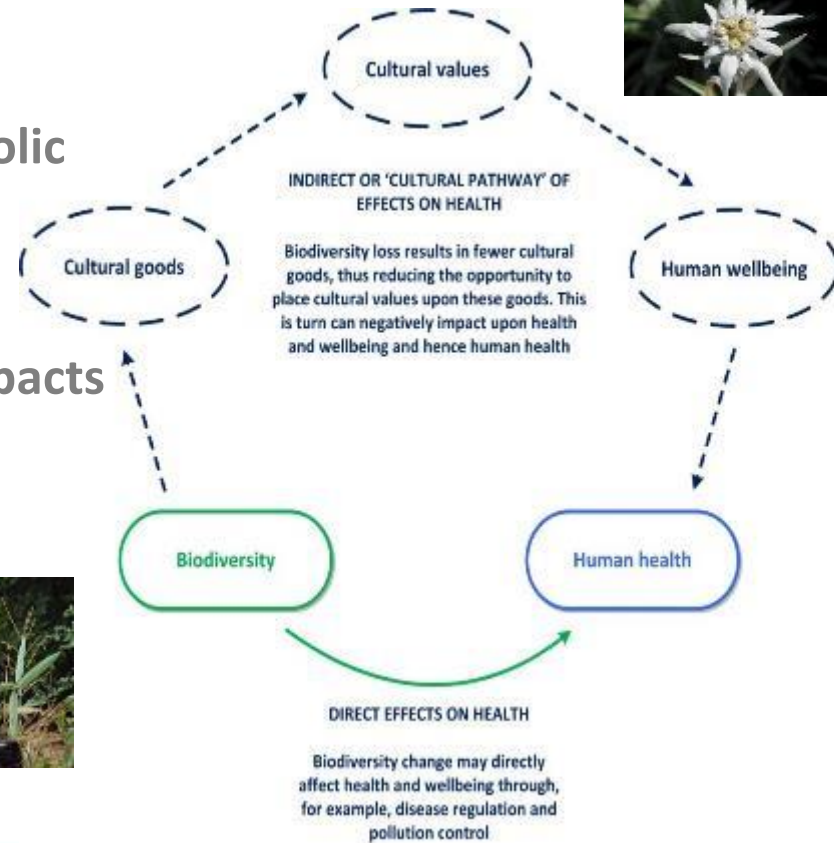 Cultural values
olic
INDIRECT OR 'CULTURAL PATHWAY' OF
EFFECTS ON HEALTH
Cultural goods
Biodiversity loss results in fewer cultural
goods, thus reducing the opportunity to
place cultural values upon these goods. This
is turn can negatively impact upon health
and wellbeing and hence human health
Human wellbeing
pacts
Biodiversity
Human health
DIRECT EFFECTS ON HEALTH
Biodiversity change may directly
affect health and wellbeing through,
for example, disease regulation and
pollution control